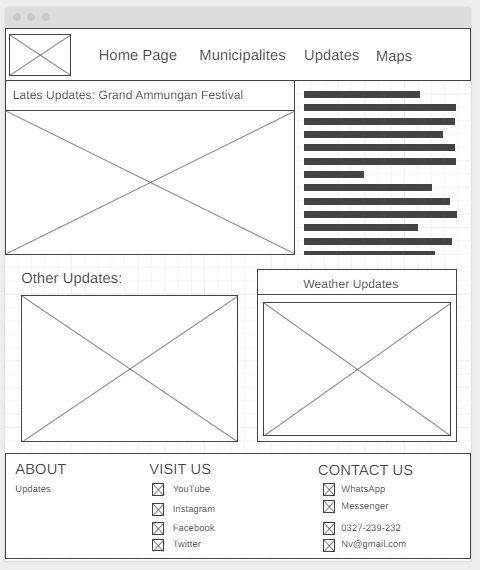 Home Page Municipalites Updates Maps
Lates Updates: Grand Ammungan Festival
Other Updates:
Weather Updates
ABOUT
Updates
VISIT US
YouTube
Instagram
Facebook
Twitter
CONTACT US
WhatsApp
Messenger
0327-239-232
Nv@gmail.com